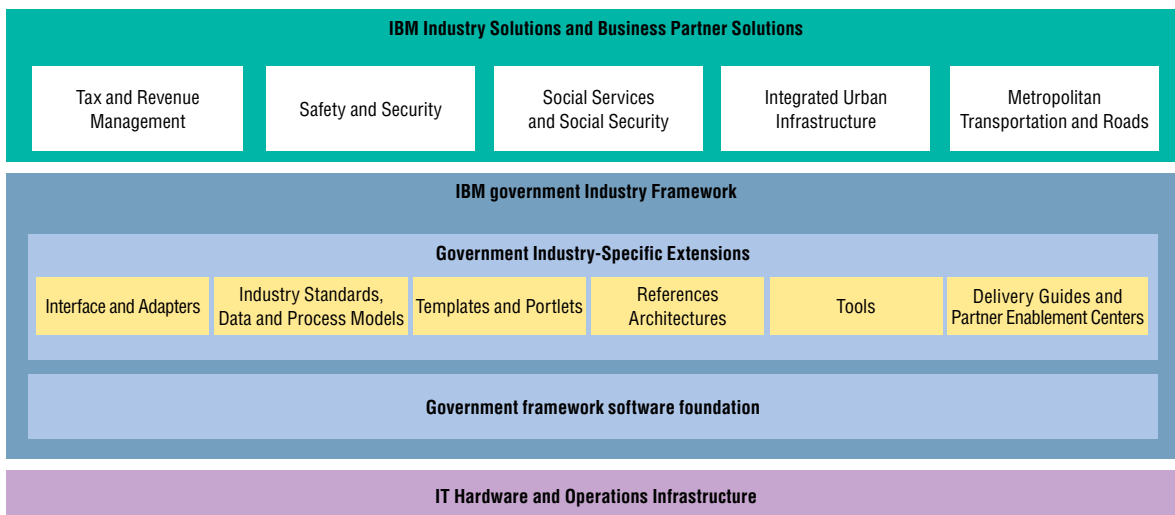 IBM Industry Solutions and Business Partner Solutions
Tax and Revenue
Management
Safety and Security
Social Services
and Social Security
Integrated Urban
Infrastructure
Metropolitan
Transportation and Roads
IBM government Industry Framework
Government Industry-Specific Extensions
Interface and Adapters
Industry Standards,
Data and Process Models
Templates and Portlets
References
Architectures
Tools
Delivery Guides and
Partner Enablement Centers
Government framework software foundation
IT Hardware and Operations Infrastructure